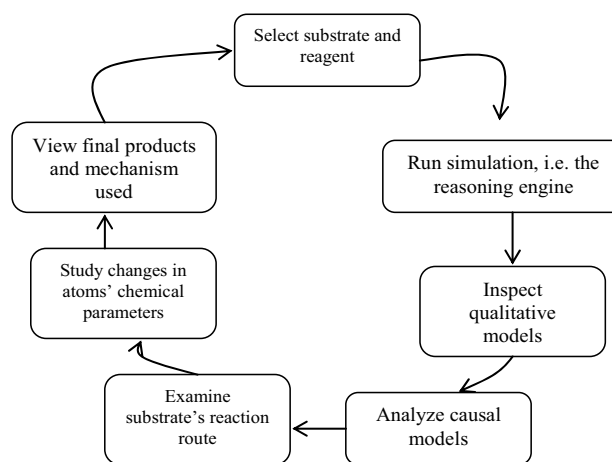 Select substrate and
reagent
Run simulation, i.e. the
reasoning engine
Inspect
qualitative
models
Analyze causal
models
Examine
substrate's reaction
route
Study changes in
atoms' chemical
parameters
View final products
and mechanism
used